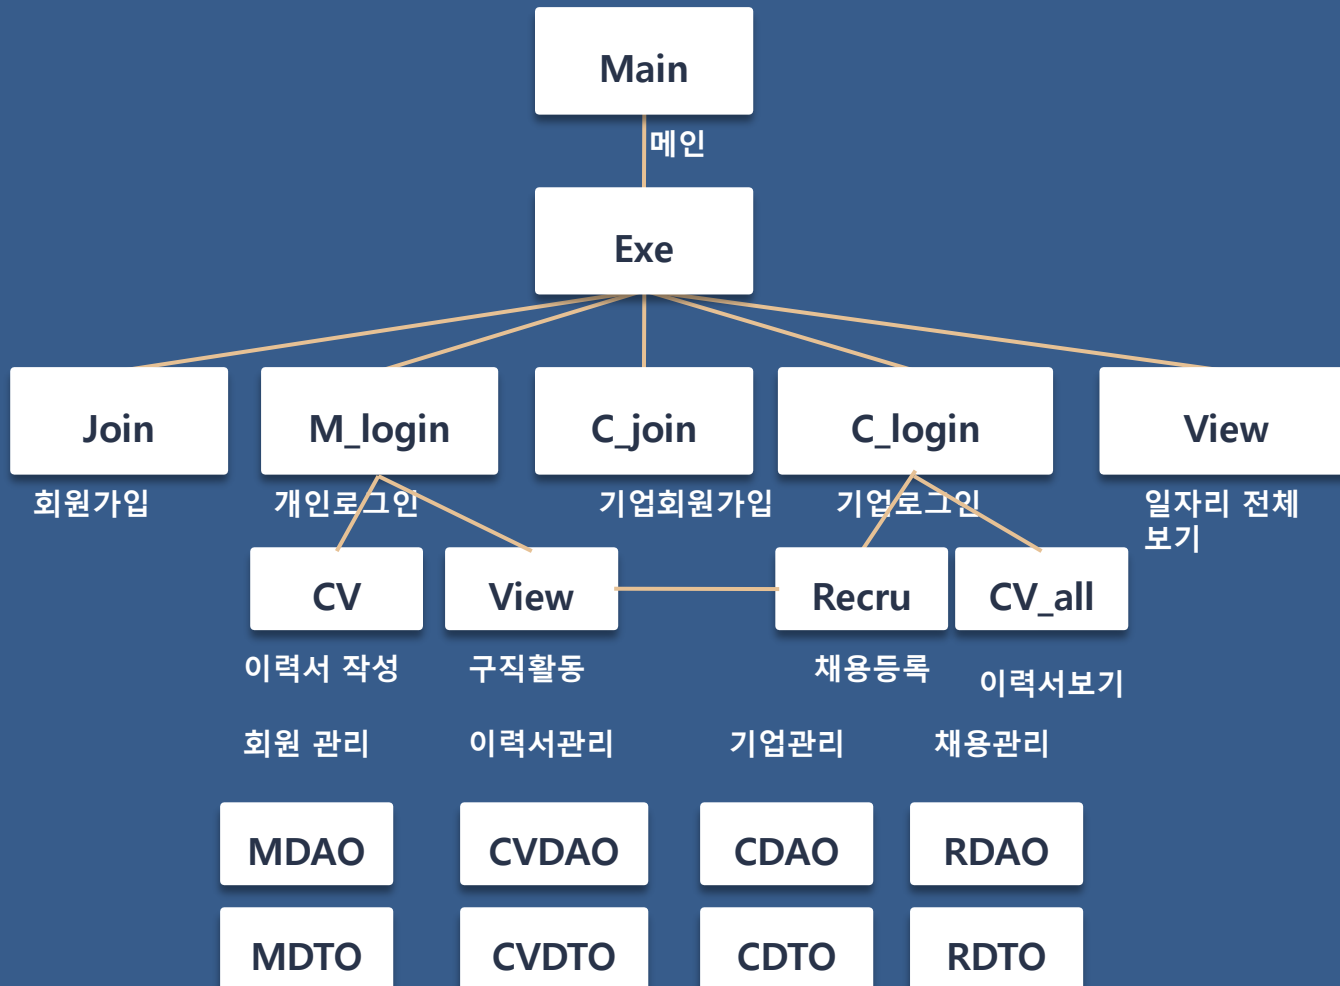 Main
메인
Exe
Join
M_login
C_join
C_login
View
회원가입
개인로그인
기업회원가입
기업로그인
일자리 전체
보기
CV
View
Recru
CV_all
이력서 작성
구직활동
채용등록
이력서보기
회원 관리
이력서관리
기업관리
채용관리
MDAO
CVDAO
CDAO
RDAO
MDTO
CVDTO
CDTO
RDTO